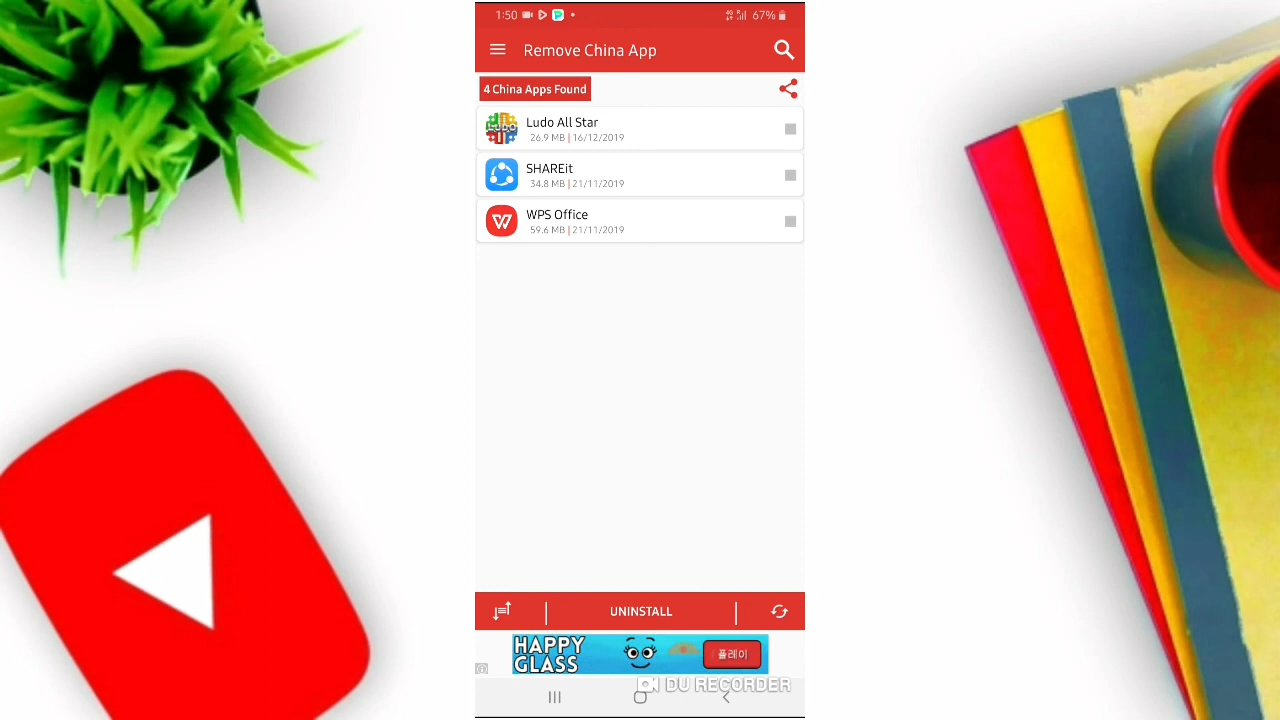 1:50
67%
Remove China App
4 China Apps Found
Ludo All Star
26.9 MB | 16/12/2019
SHAREit
34.8 MB | 21/11/2019
WPS Office
59.6 MB | 21/11/2019
UNINSTALL
HAPPY
GLASS
플레이
DU RECORDER